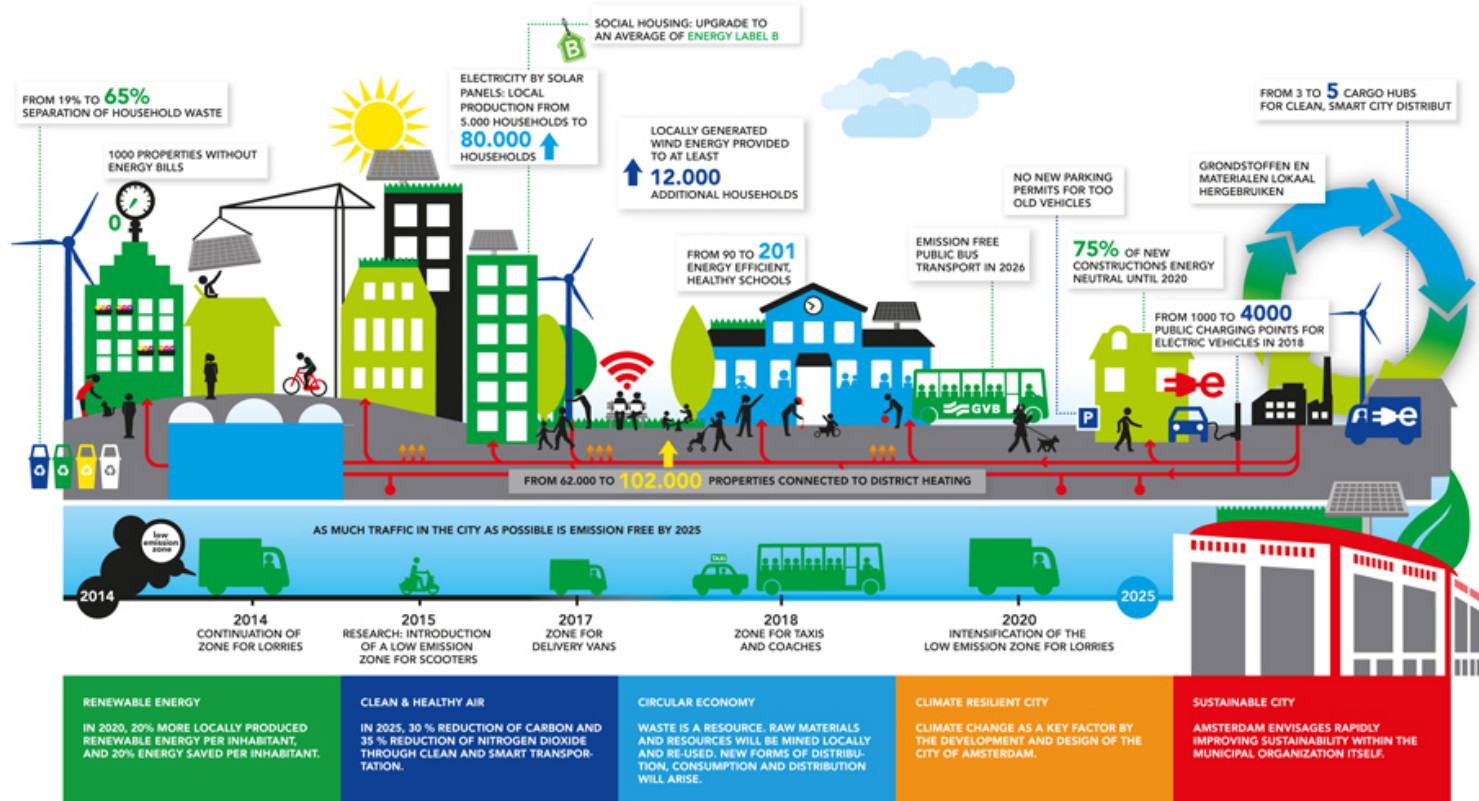 SOCIAL HOUSING: UPGRADE TO
AN AVERAGE OF ENERGY LABEL B
B
FROM 19% TO 65%
SEPARATION OF HOUSEHOLD WASTE
1000 PROPERTIES WITHOUT
ENERGY BILLS
0
ELECTRICITY BY SOLAR
PANELS: LOCAL
PRODUCTION FROM
5.000 HOUSEHOLDS TO
80.000
HOUSEHOLDS
LOCALLY GENERATED
WIND ENERGY PROVIDED
TO AT LEAST
12.000
ADDITIONAL HOUSEHOLDS
FROM 90 TO 201
ENERGY EFFICIENT,
HEALTHY SCHOOLS
EMISSION FREE
PUBLIC BUS
TRANSPORT IN 2026
NO NEW PARKING
PERMITS FOR TOO
OLD VEHICLES
75% OF NEW
CONSTRUCTIONS ENERGY
NEUTRAL UNTIL 2020
FROM 3 TO 5 CARGO HUBS
FOR CLEAN, SMART CITY DISTRIBUT
GRONDSTOFFEN EN
MATERIALEN LOKAAL
HERGEBRUIKEN
FROM 1000 TO 4000
PUBLIC CHARGING POINTS FOR
ELECTRIC VEHICLES IN 2018
GVB
P
e
e
FROM 62.000 TO 102.000 PROPERTIES CONNECTED TO DISTRICT HEATING
AS MUCH TRAFFIC IN THE CITY AS POSSIBLE IS EMISSION FREE BY 2025
low
emission
zone
TAXI
2014
2025
2014
CONTINUATION OF
ZONE FOR LORRIES
2015
RESEARCH: INTRODUCTION
OF A LOW EMISSION
ZONE FOR SCOOTERS
2017
ZONE FOR
DELIVERY VANS
2018
ZONE FOR TAXIS
AND COACHES
2020
INTENSIFICATION OF THE
LOW EMISSION ZONE FOR LORRIES
RENEWABLE ENERGY
IN 2020, 20% MORE LOCALLY PRODUCED
RENEWABLE ENERGY PER INHABITANT,
AND 20% ENERGY SAVED PER INHABITANT.
CLEAN & HEALTHY AIR
IN 2025, 30 % REDUCTION OF CARBON AND
35 % REDUCTION OF NITROGEN DIOXIDE
THROUGH CLEAN AND SMART TRANSPOR-
TATION.
CIRCULAR ECONOMY
WASTE IS A RESOURCE. RAW MATERIALS
AND RESOURCES WILL BE MINED LOCALLY
AND RE-USED. NEW FORMS OF DISTRIBU-
TION, CONSUMPTION AND DISTRIBUTION
WILL ARISE.
CLIMATE RESILIENT CITY
CLIMATE CHANGE AS A KEY FACTOR BY
THE DEVELOPMENT AND DESIGN OF THE
CITY OF AMSTERDAM.
SUSTAINABLE CITY
AMSTERDAM ENVISAGES RAPIDLY
IMPROVING SUSTAINABILITY WITHIN THE
MUNICIPAL ORGANIZATION ITSELF.